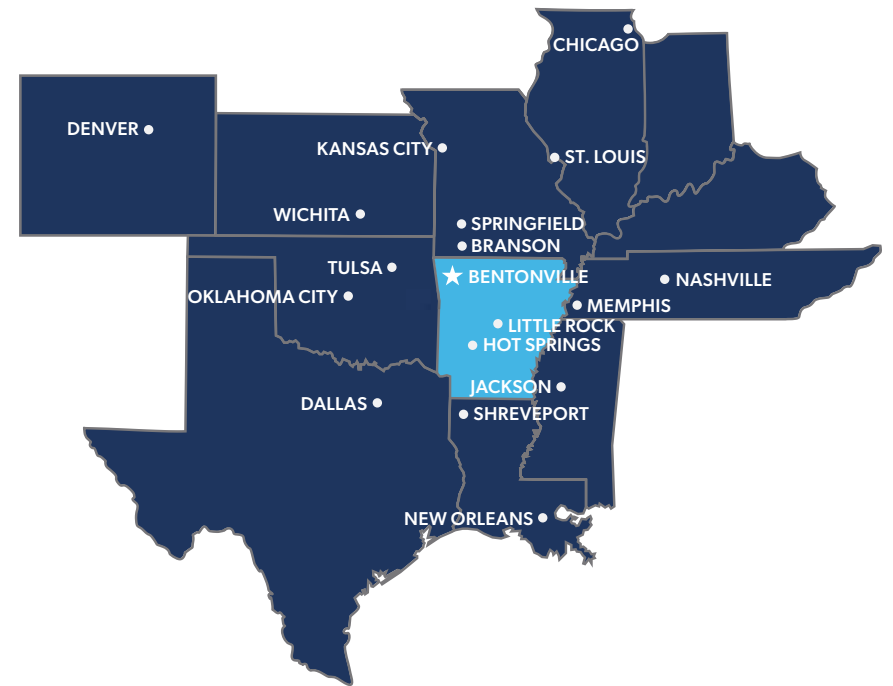 CHICAGO
DENVER
KANSAS CITY
ST. LOUIS
WICHITA
SPRINGFIELD
BRANSON
TULSA
BENTONVILLE
NASHVILLE
OKLAHOMA CITY
MEMPHIS
LITTLE ROCK
HOT SPRINGS
JACKSON
DALLAS
SHREVEPORT
NEW ORLEANS